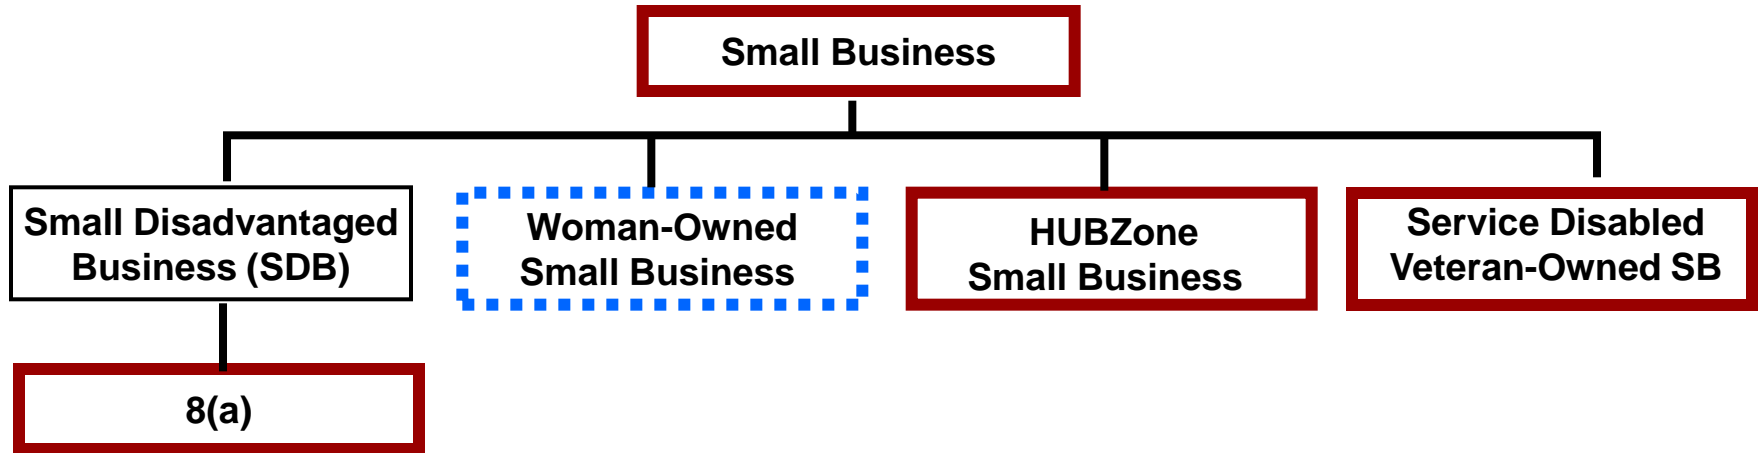 Small Business
Small Disadvantaged
Business (SDB)
Woman-Owned
Small Business
HUBZone
Small Business
Service Disabled
Veteran-Owned SB
8(a)